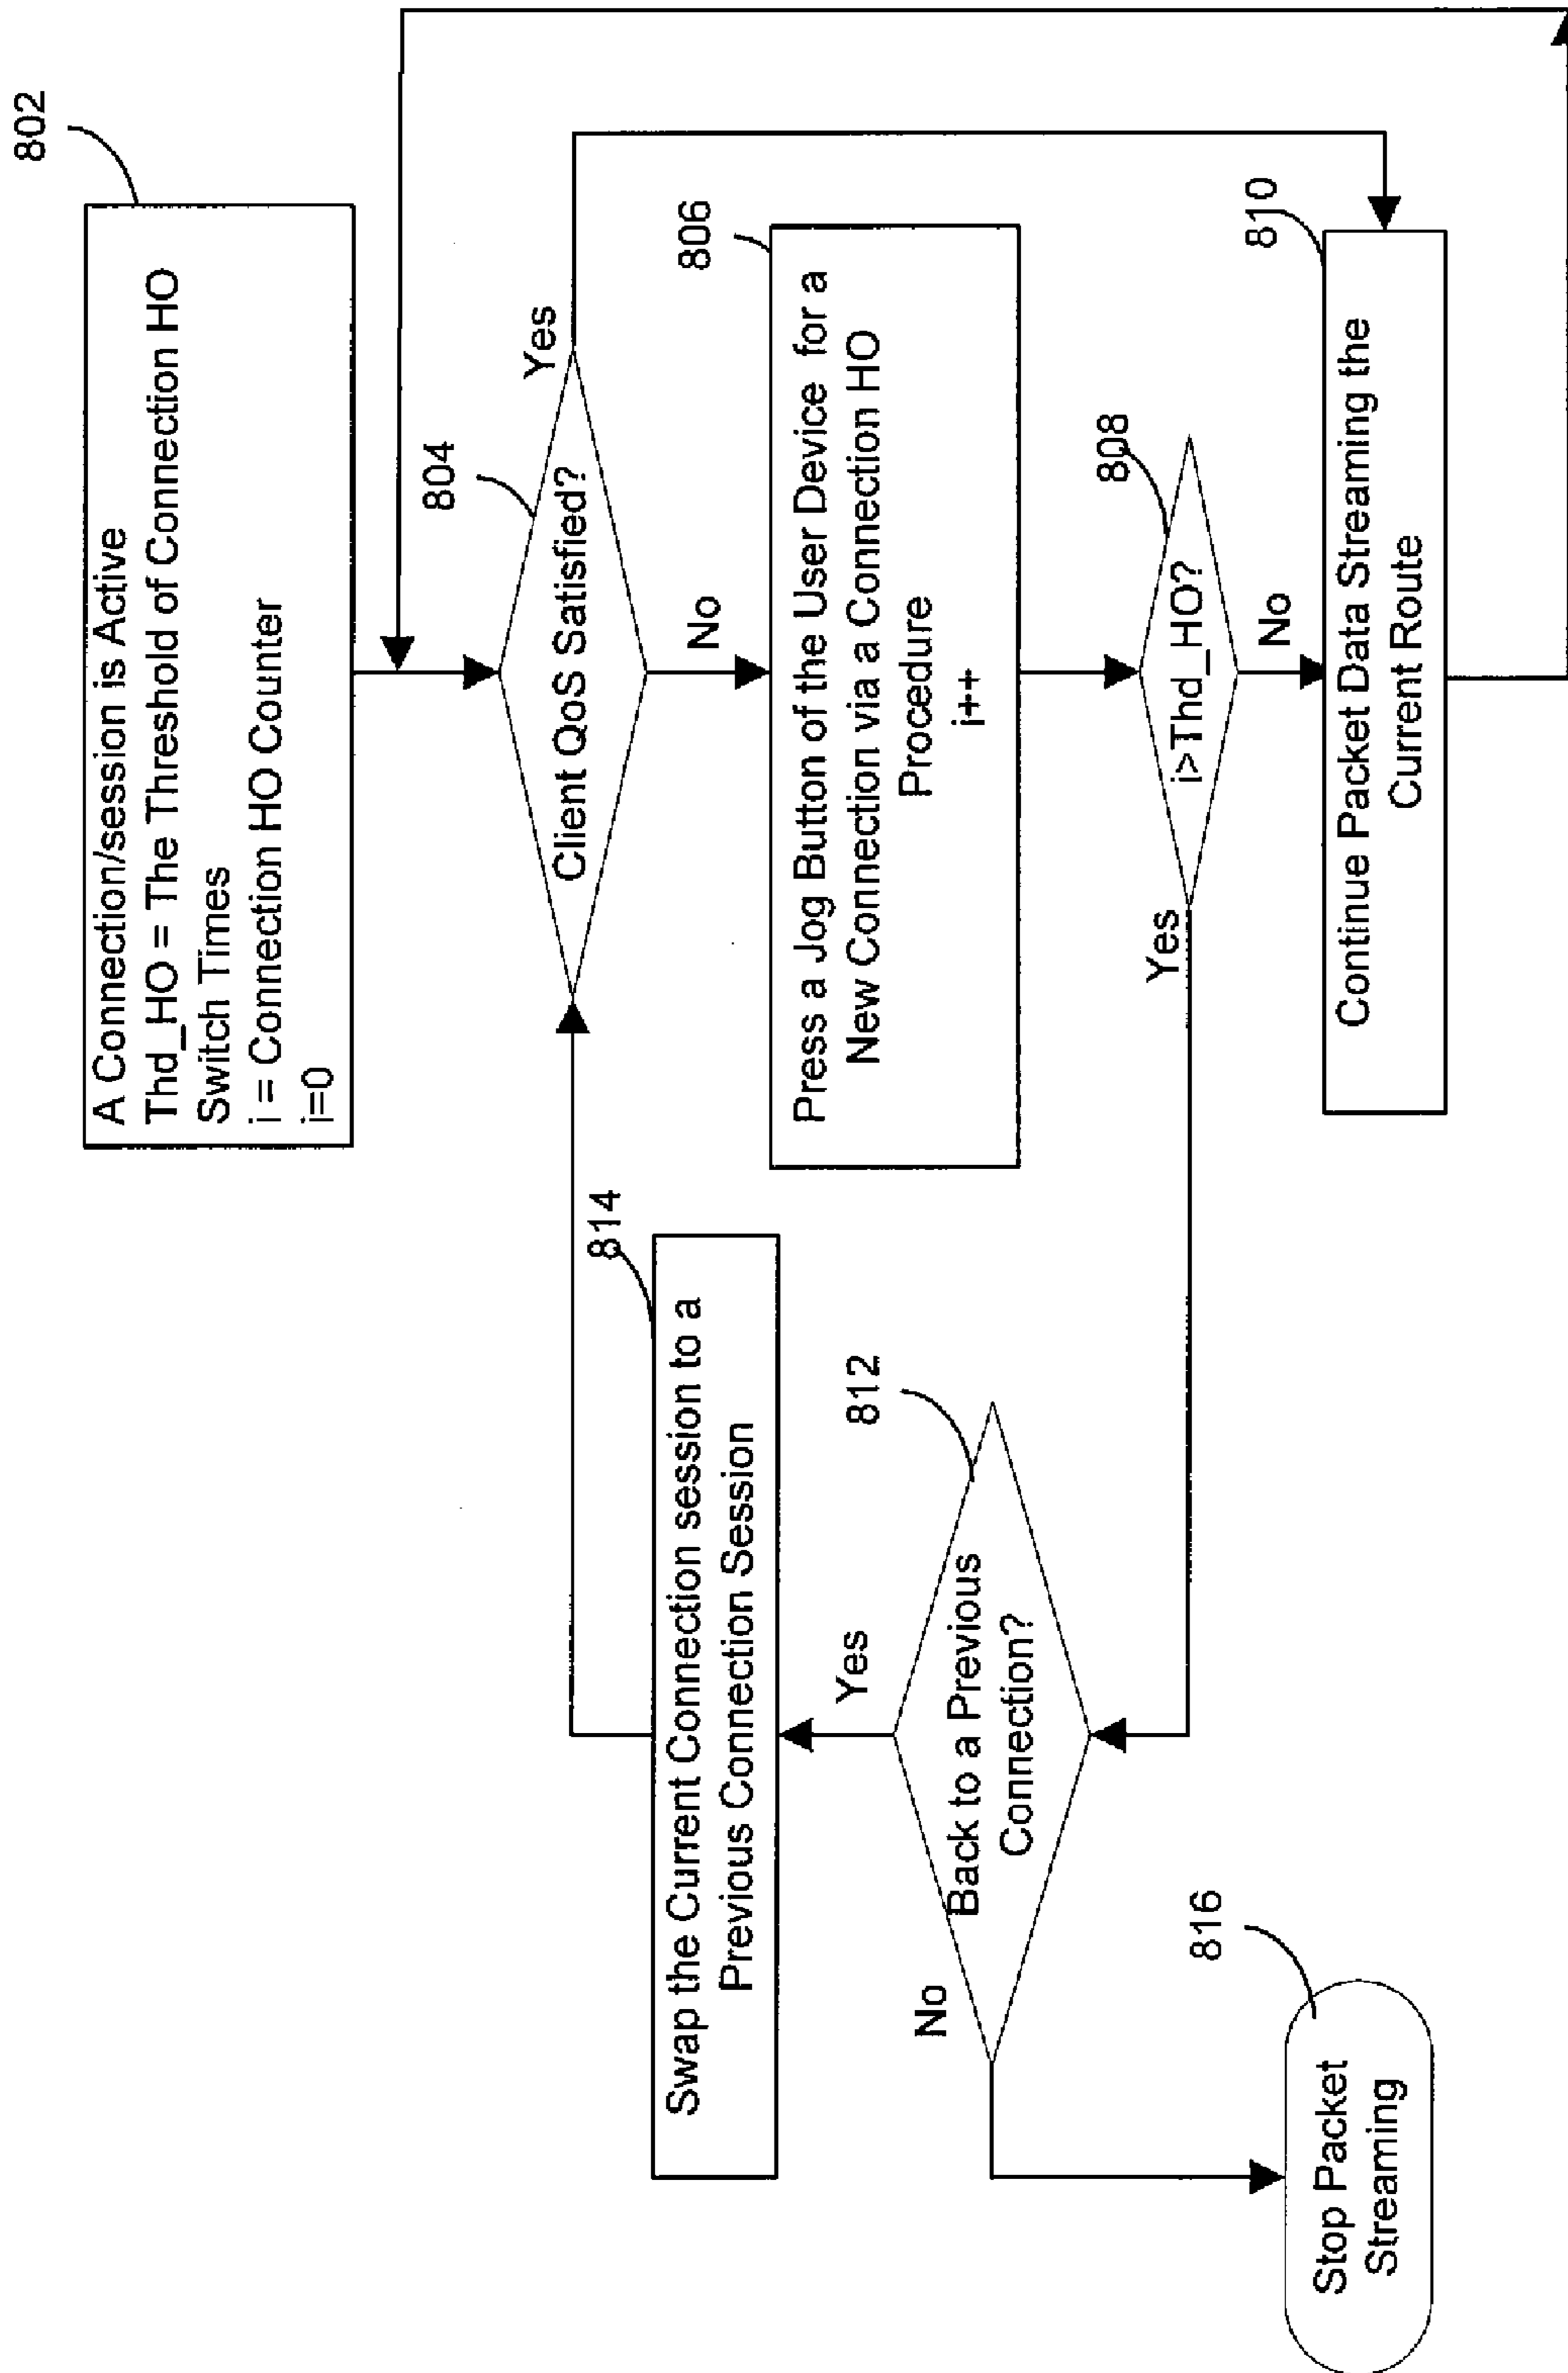 802
A Connection/session is Active
Thd_HO = The Threshold of Connection HO
Switch Times
i = Connection HO Counter
i=0
804
Client QoS Satisfied?
Yes
No
806
Press a Jog Button of the User Device for a
New Connection via a Connection HO
Procedure
i++
808
i>Thd_HO?
Yes
No
810
Continue Packet Data Streaming the
Current Route
814
Swap the Current Connection session to a
Previous Connection Session
812
Back to a Previous
Connection?
Yes
No
816
Stop Packet
Streaming